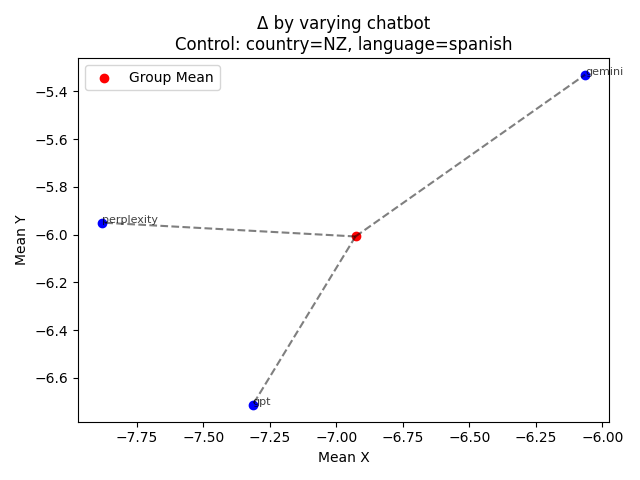 Δ by varying chatbot
Control: country=NZ, language=spanish
Group Mean
gemini
perplexity
gpt
Mean Y
−5.4
−5.6
−5.8
−6.0
−6.2
−6.4
−6.6
−7.75
−7.50
−7.25
−7.00
−6.75
−6.50
−6.25
−6.00
Mean X